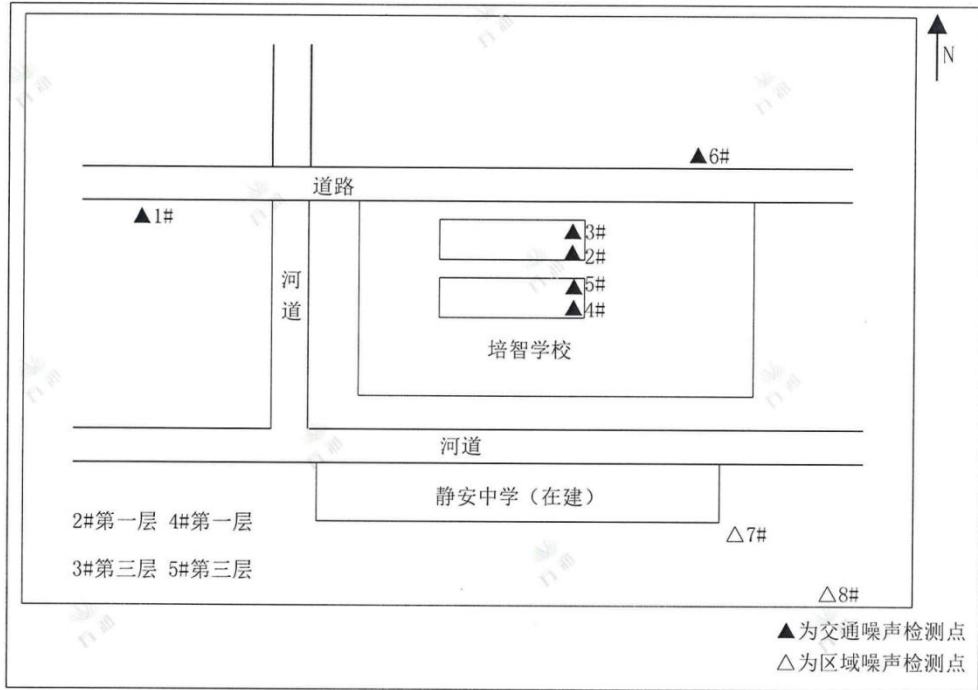 N
▲6#
道路
▲1#
▲3#
▲2#
▲5#
▲4#
河道
培智学校
河道
静安中学（在建）
2#第一层 4#第一层
△7#
3#第三层 5#第三层
△8#
▲为交通噪声检测点
△为区域噪声检测点